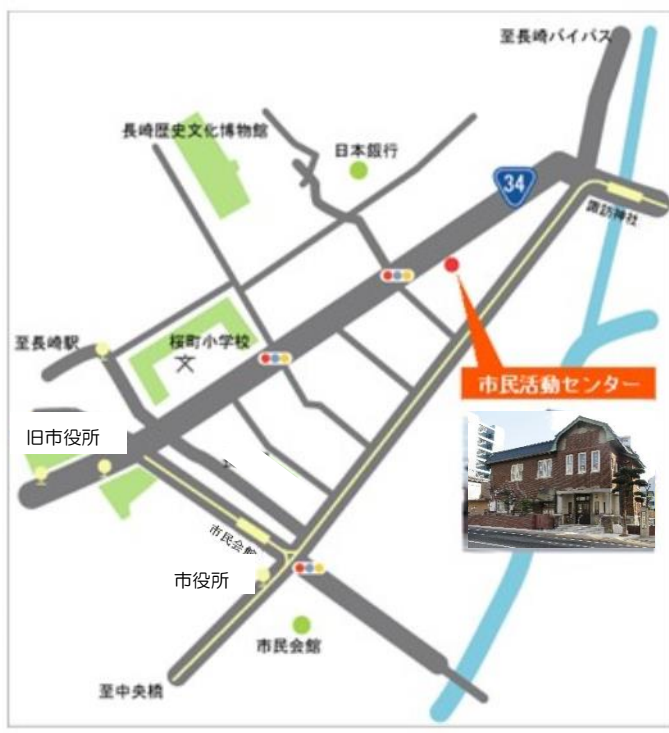 至長崎バイパス
長崎歴史文化博物館
日本銀行
34
諏訪神社
至長崎駅
桜町小学校
市民活動センター
旧市役所
市民会館
市役所
市民会館
至中央橋